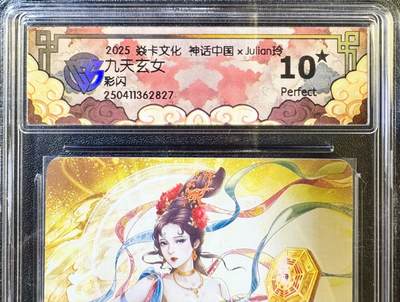 2025 焱卡文化 神话中国 × Julian玲
九天玄女
彩闪
250411362827
10★
Perfect